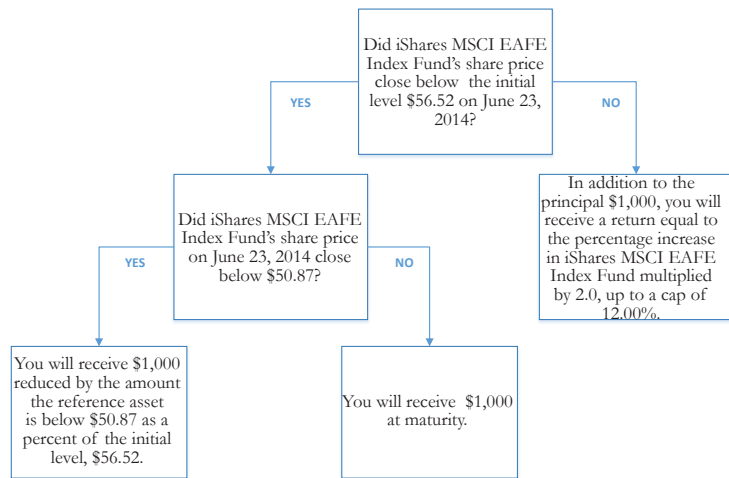 Did iShares MSCI EAFE
Index Fund's share price
close below the initial
level $56.52 on June 23,
2014?
YES
NO
Did iShares MSCI EAFE
Index Fund's share price
on June 23, 2014 close
below $50.87?
In addition to the
principal $1,000, you will
receive a return equal to
the percentage increase
in iShares MSCI EAFE
Index Fund multiplied
by 2.0, up to a cap of
12.00%.
YES
NO
You will receive $1,000
reduced by the amount
the reference asset
is below $50.87 as a
percent of the initial
level, $56.52.
You will receive $1,000
at maturity.